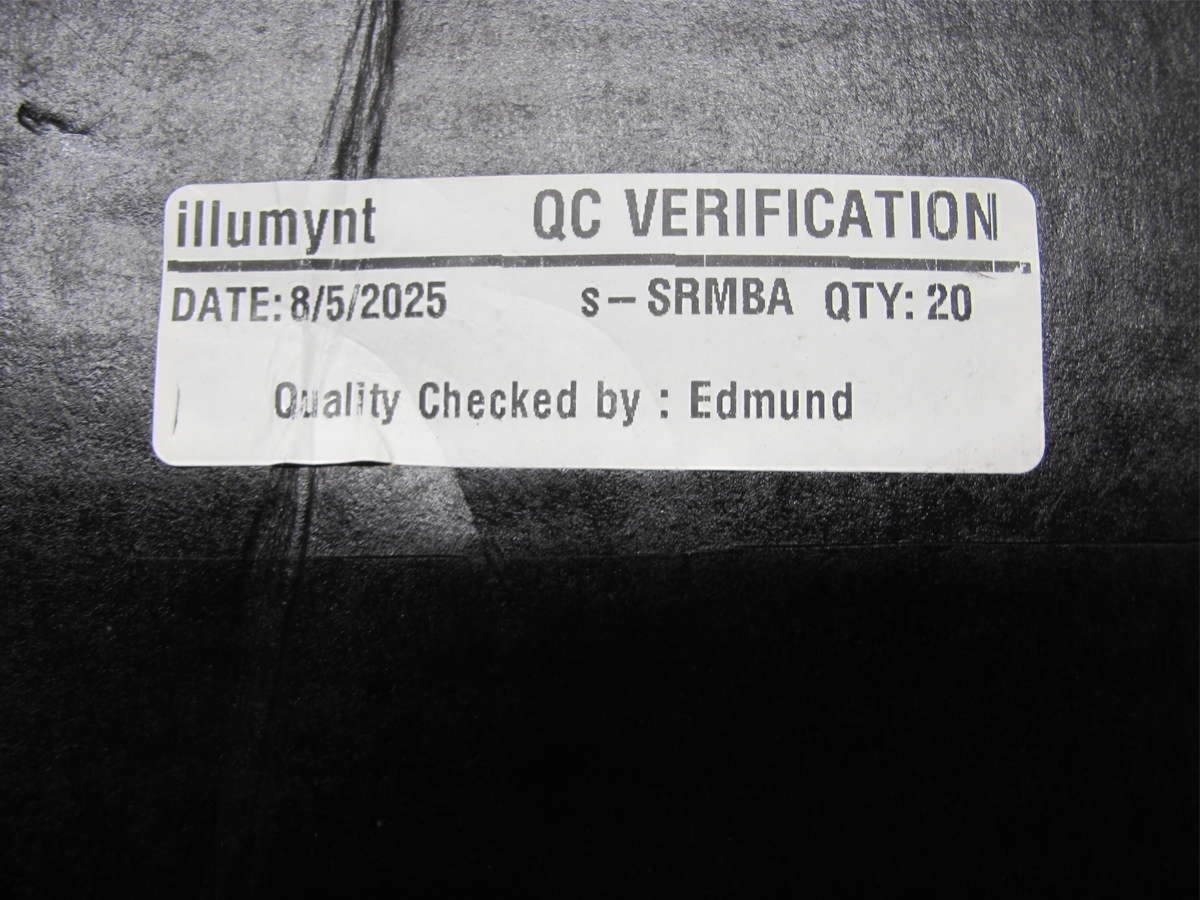 illumynt QC VERIFICATION
DATE: 8/5/2025 s-SRMBA QTY: 20
Quality Checked by : Edmund